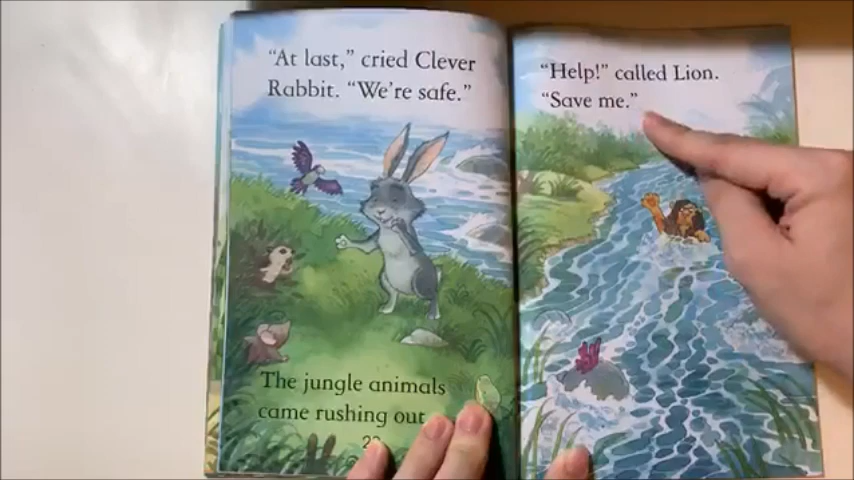 “At last,” cried Clever
Rabbit. “We’re safe.”
The jungle animals
came rushing out
“Help!” called Lion.
“Save me.”